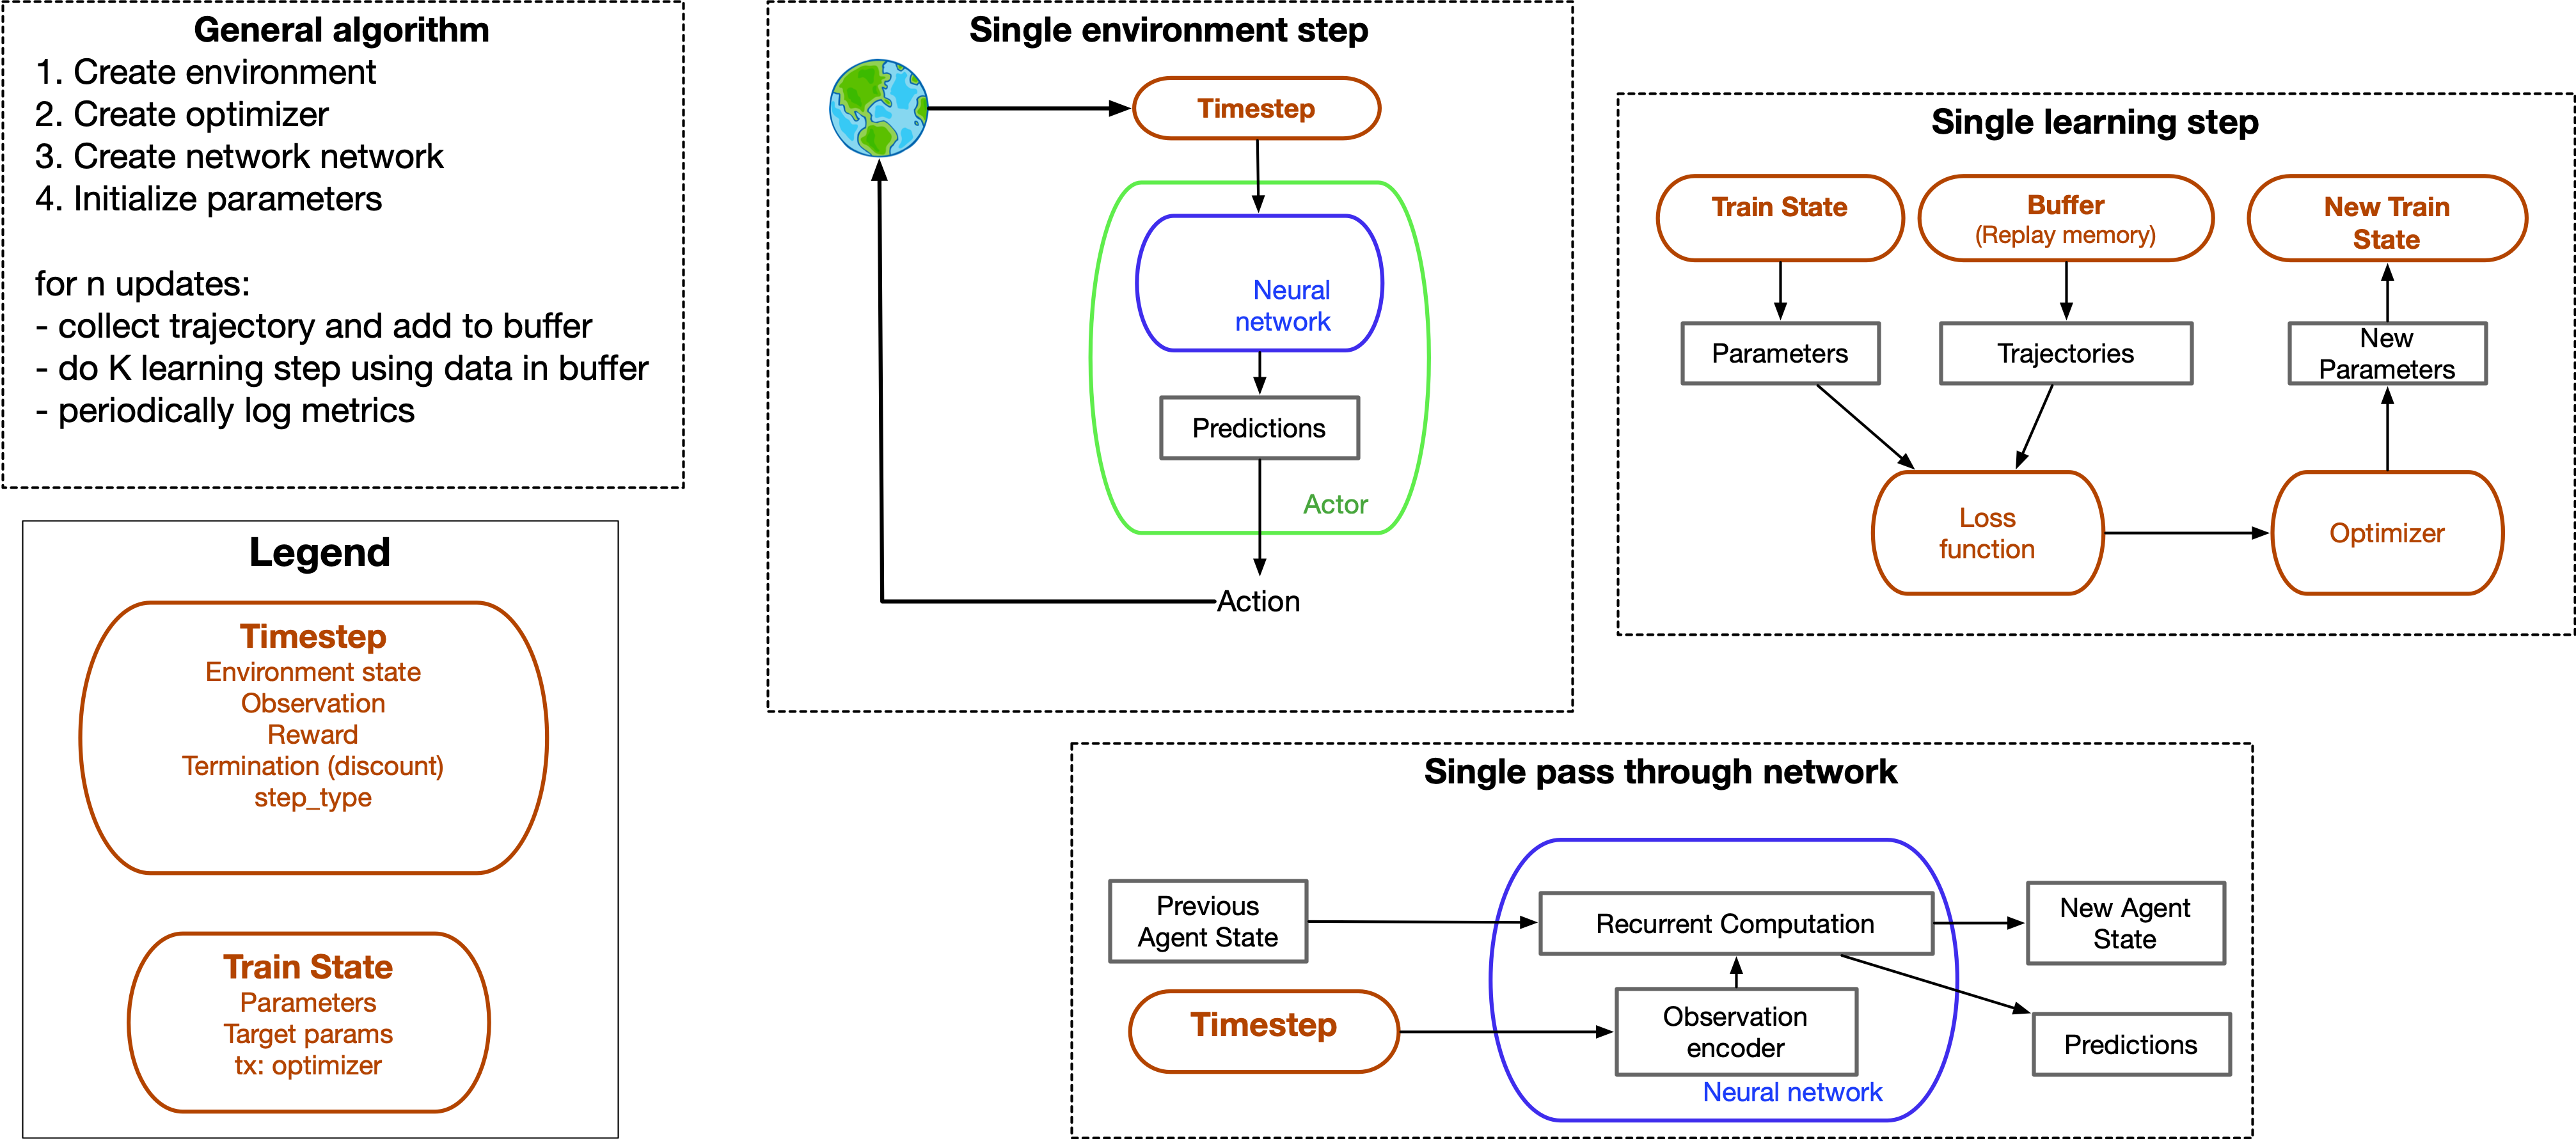 General algorithm
1. Create environment
2. Create optimizer
3. Create network network
4. Initialize parameters
for n updates:
- collect trajectory and add to buffer
- do K learning step using data in buffer
- periodically log metrics
Legend
Timestep
Environment state
Observation
Reward
Termination (discount)
step_type
Train State
Parameters
Target params
tx: optimizer
Single environment step
Timestep
Neural
network
Predictions
Actor
Action
Single learning step
Train State
Buffer
(Replay memory)
New Train
State
Parameters
Trajectories
New
Parameters
Loss
function
Optimizer
Single pass through network
Previous
Agent State
Recurrent Computation
New Agent
State
Timestep
Observation
encoder
Predictions
Neural network